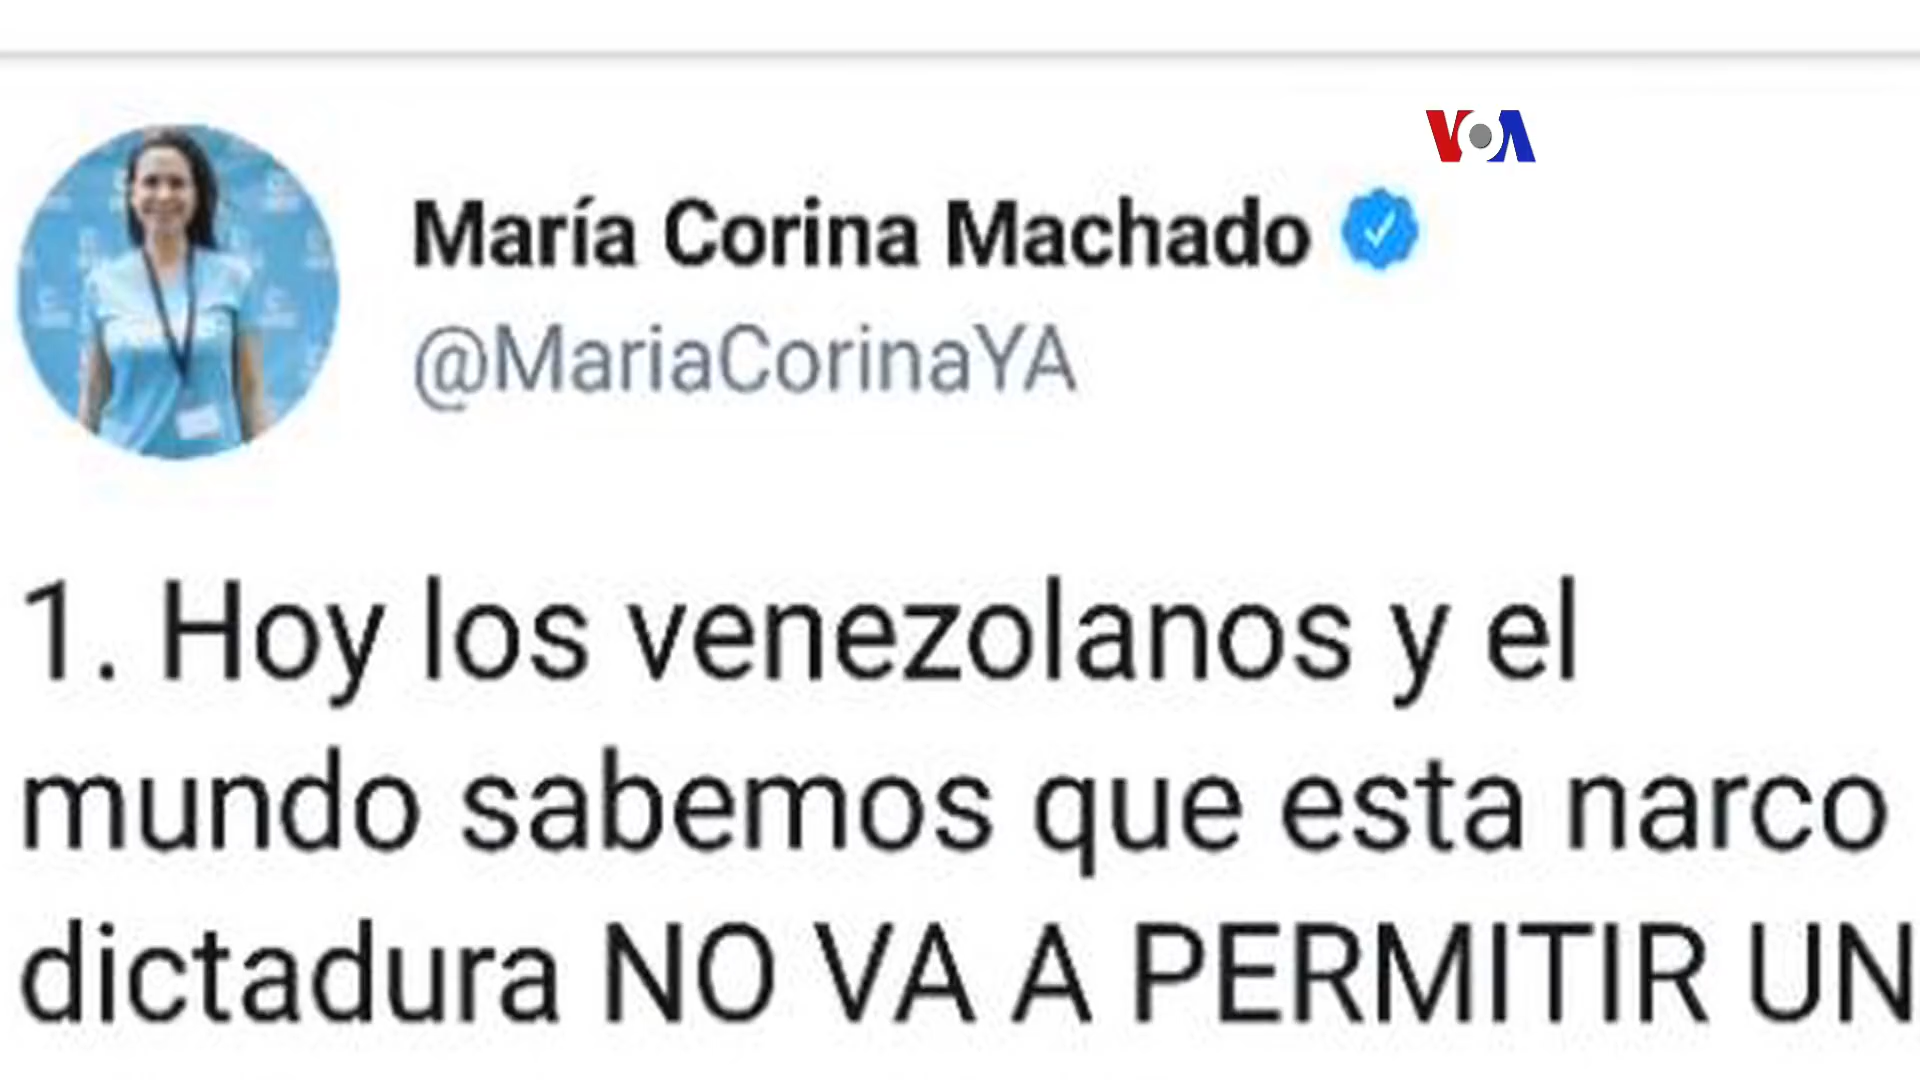 VOA
María Corina Machado
@MariaCorinaYA
1. Hoy los venezolanos y el
mundo sabemos que esta narco
dictadura NO VA A PERMITIR UN